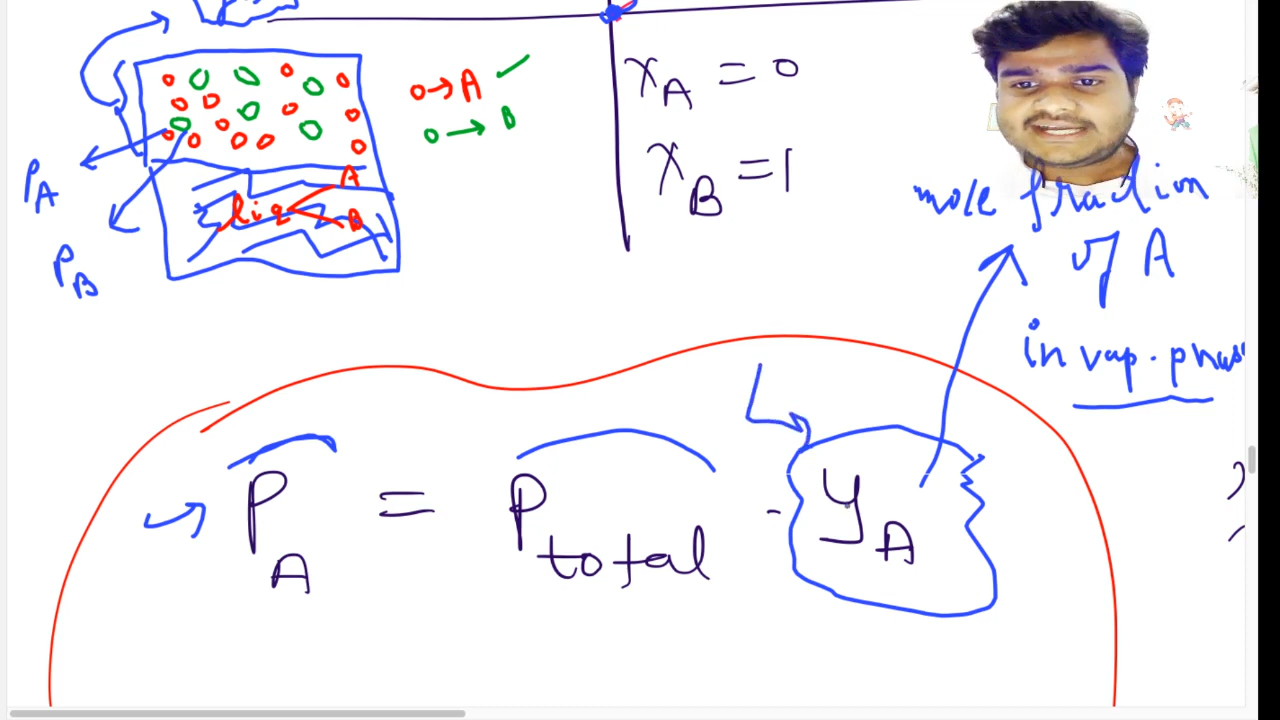 o→A ✓
o→B
P_A
P_B
liq
A
B
x_A = 0
x_B = 1
mole fraction
of A
in vap. phase
P_A = P_total · y_A